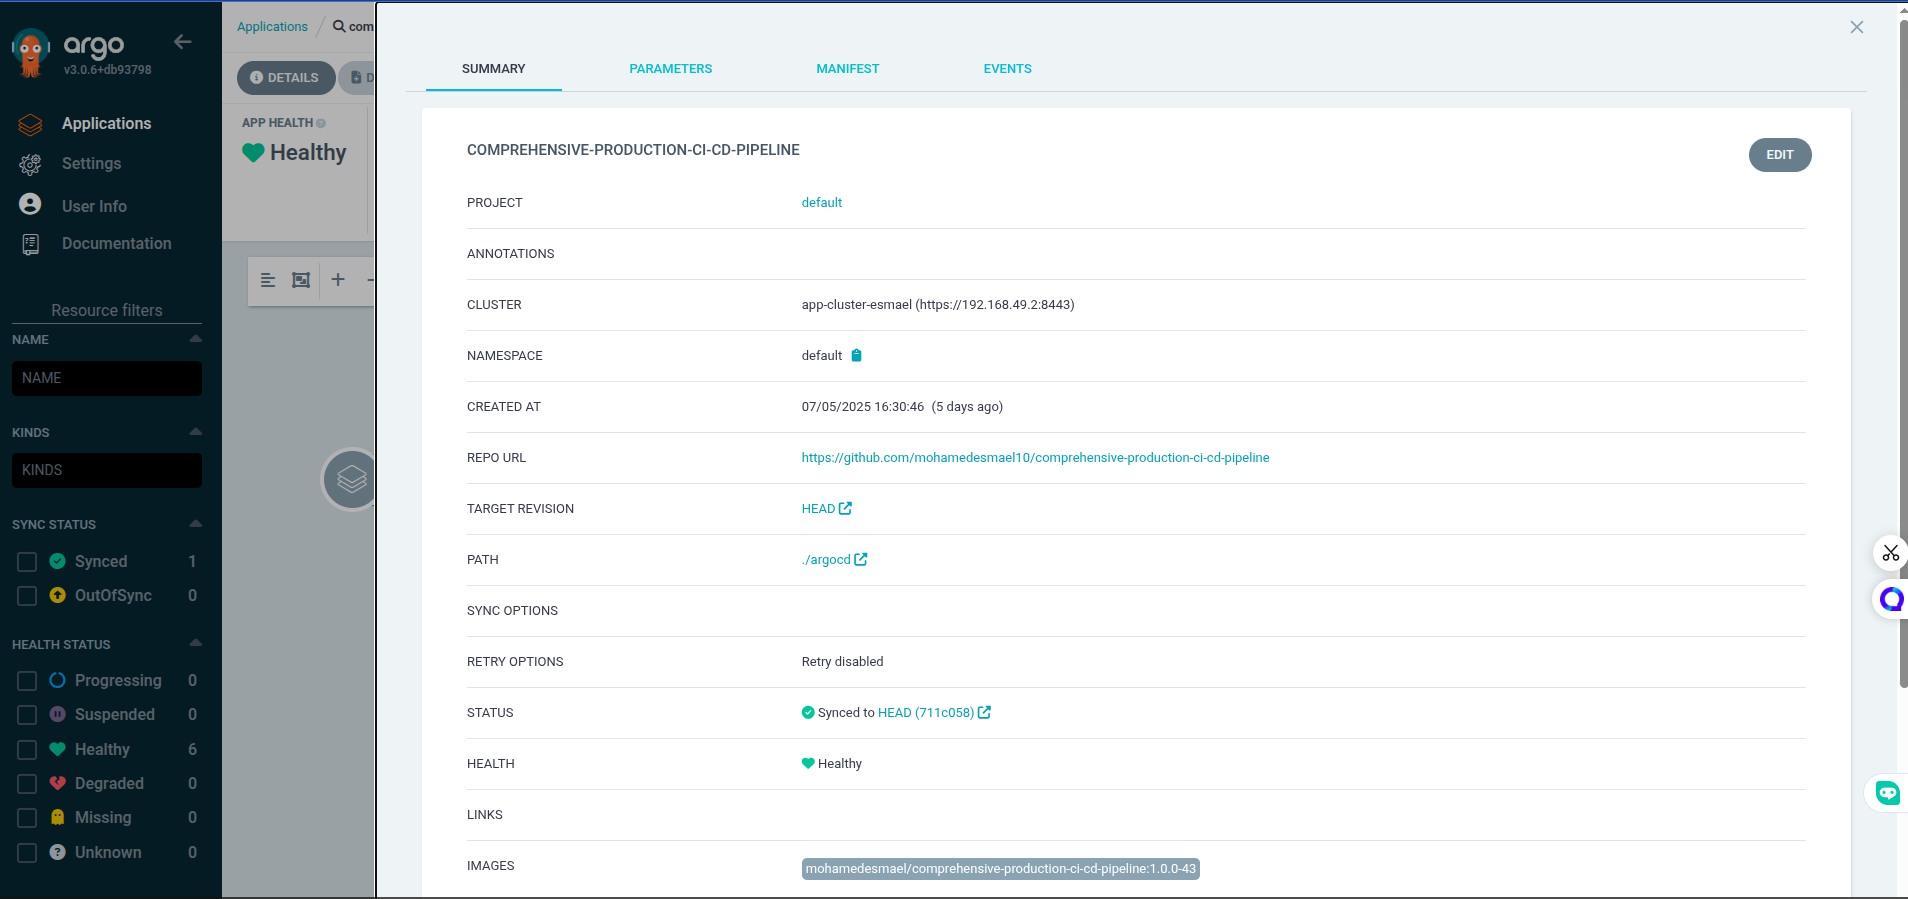 argo
v3.0.6+db93798
Applications
Settings
User Info
Documentation
Resource filters
NAME
NAME
KINDS
KINDS
SYNC STATUS
Synced 1
OutOfSync 0
HEALTH STATUS
Progressing 0
Suspended 0
Healthy 6
Degraded 0
Missing 0
Unknown 0
Applications / com
DETAILS D
APP HEALTH
Healthy
SUMMARY PARAMETERS MANIFEST EVENTS
COMPREHENSIVE-PRODUCTION-CI-CD-PIPELINE
EDIT
PROJECT default
ANNOTATIONS
CLUSTER app-cluster-esmael (https://192.168.49.2:8443)
NAMESPACE default
CREATED AT 07/05/2025 16:30:46 (5 days ago)
REPO URL https://github.com/mohamedesmael10/comprehensive-production-ci-cd-pipeline
TARGET REVISION HEAD
PATH ./argocd
SYNC OPTIONS
RETRY OPTIONS Retry disabled
STATUS Synced to HEAD (711c058)
HEALTH Healthy
LINKS
IMAGES mohamedesmael/comprehensive-production-ci-cd-pipeline:1.0.0-43